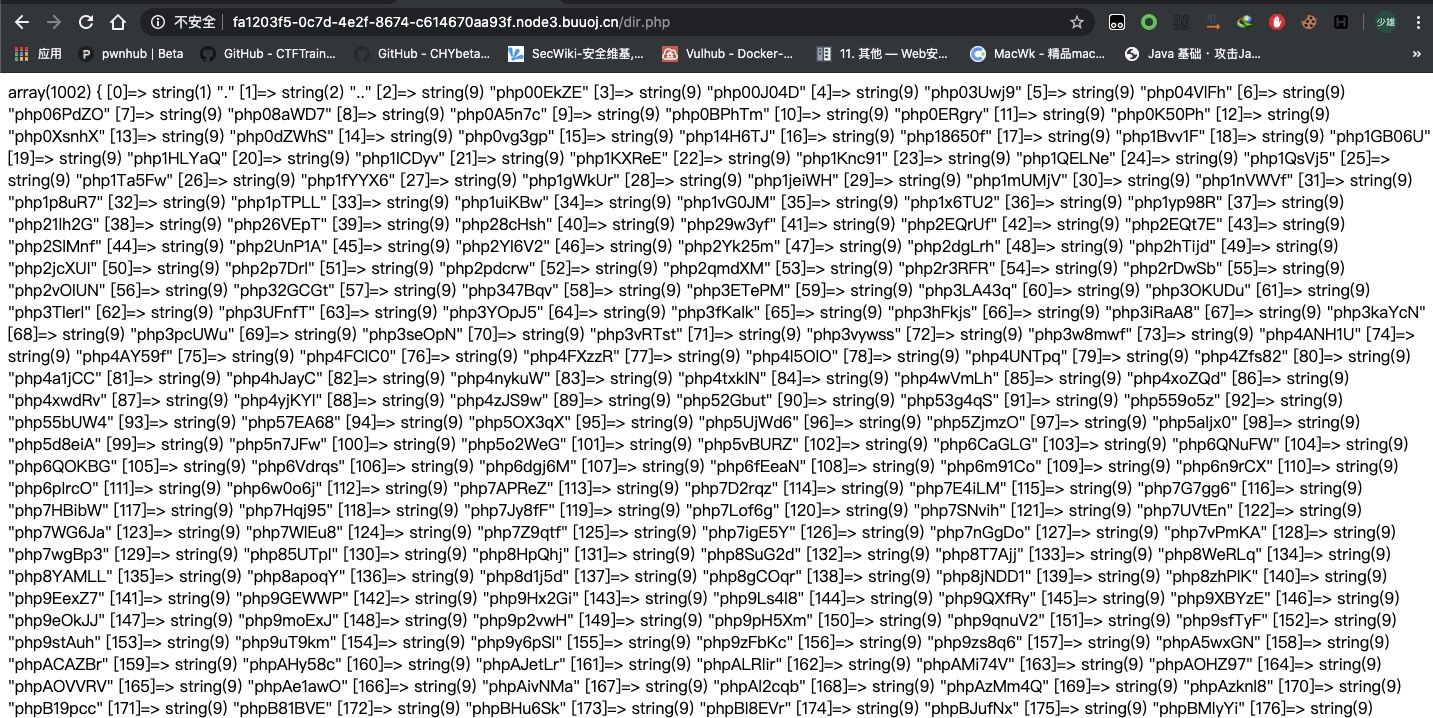 不安全 | fa1203f5-0c7d-4e2f-8674-c614670aa93f.node3.buuoj.cn/dir.php 少雄
应用 pwnhub | Beta GitHub - CTFTrain... GitHub - CHYbeta... SecWiki-安全维基,... Vulhub - Docker-... 11. 其他 — Web安... MacWk - 精品mac... Java 基础 · 攻击Ja... »
array(1002) { [0]=> string(1) "." [1]=> string(2) ".." [2]=> string(9) "php00EkZE" [3]=> string(9) "php00J04D" [4]=> string(9) "php03Uwj9" [5]=> string(9) "php04VlFh" [6]=> string(9)
"php06PdZO" [7]=> string(9) "php08aWD7" [8]=> string(9) "php0A5n7c" [9]=> string(9) "php0BPhTm" [10]=> string(9) "php0ERgry" [11]=> string(9) "php0K50Ph" [12]=> string(9)
"php0XsnhX" [13]=> string(9) "php0dZWhS" [14]=> string(9) "php0vg3gp" [15]=> string(9) "php14H6TJ" [16]=> string(9) "php18650f" [17]=> string(9) "php1Bvv1F" [18]=> string(9) "php1GB06U"
[19]=> string(9) "php1HLYaQ" [20]=> string(9) "php1lCDyv" [21]=> string(9) "php1KXReE" [22]=> string(9) "php1Knc91" [23]=> string(9) "php1QELNe" [24]=> string(9) "php1QsVj5" [25]=>
string(9) "php1Ta5Fw" [26]=> string(9) "php1fYYX6" [27]=> string(9) "php1gWkUr" [28]=> string(9) "php1jeiWH" [29]=> string(9) "php1mUMjV" [30]=> string(9) "php1nVWVf" [31]=> string(9)
"php1p8uR7" [32]=> string(9) "php1pTPLL" [33]=> string(9) "php1uiKBw" [34]=> string(9) "php1vG0JM" [35]=> string(9) "php1x6TU2" [36]=> string(9) "php1yp98R" [37]=> string(9)
"php21lh2G" [38]=> string(9) "php26VEpT" [39]=> string(9) "php28cHsh" [40]=> string(9) "php29w3yf" [41]=> string(9) "php2EQrUf" [42]=> string(9) "php2EQt7E" [43]=> string(9)
"php2SlMnf" [44]=> string(9) "php2UnP1A" [45]=> string(9) "php2Yl6V2" [46]=> string(9) "php2Yk25m" [47]=> string(9) "php2dgLrh" [48]=> string(9) "php2hTijd" [49]=> string(9)
"php2jcXUl" [50]=> string(9) "php2p7Drl" [51]=> string(9) "php2pdcrw" [52]=> string(9) "php2qmdXM" [53]=> string(9) "php2r3RFR" [54]=> string(9) "php2rDwSb" [55]=> string(9)
"php2vOlUN" [56]=> string(9) "php32GCGt" [57]=> string(9) "php347Bqv" [58]=> string(9) "php3ETePM" [59]=> string(9) "php3LA43q" [60]=> string(9) "php3OKUDu" [61]=> string(9)
"php3Tlerl" [62]=> string(9) "php3UFnfT" [63]=> string(9) "php3YOpJ5" [64]=> string(9) "php3fKalk" [65]=> string(9) "php3hFkjs" [66]=> string(9) "php3iRaA8" [67]=> string(9) "php3kaYcN"
[68]=> string(9) "php3pcUWu" [69]=> string(9) "php3seOpN" [70]=> string(9) "php3vRTst" [71]=> string(9) "php3vywss" [72]=> string(9) "php3w8mwf" [73]=> string(9) "php4ANH1U" [74]=>
string(9) "php4AY59f" [75]=> string(9) "php4FClC0" [76]=> string(9) "php4FXzzR" [77]=> string(9) "php4l5OlO" [78]=> string(9) "php4UNTpq" [79]=> string(9) "php4Zfs82" [80]=> string(9)
"php4a1jCC" [81]=> string(9) "php4hJayC" [82]=> string(9) "php4nykuW" [83]=> string(9) "php4txklN" [84]=> string(9) "php4wVmLh" [85]=> string(9) "php4xoZQd" [86]=> string(9)
"php4xwdRv" [87]=> string(9) "php4yjKYl" [88]=> string(9) "php4zJS9w" [89]=> string(9) "php52Gbut" [90]=> string(9) "php53g4qS" [91]=> string(9) "php559o5z" [92]=> string(9)
"php55bUW4" [93]=> string(9) "php57EA68" [94]=> string(9) "php5OX3qX" [95]=> string(9) "php5UjWd6" [96]=> string(9) "php5ZjmzO" [97]=> string(9) "php5aljx0" [98]=> string(9)
"php5d8eiA" [99]=> string(9) "php5n7JFw" [100]=> string(9) "php5o2WeG" [101]=> string(9) "php5vBURZ" [102]=> string(9) "php6CaGLG" [103]=> string(9) "php6QNuFW" [104]=> string(9)
"php6QOKBG" [105]=> string(9) "php6Vdrqs" [106]=> string(9) "php6dgj6M" [107]=> string(9) "php6fEeaN" [108]=> string(9) "php6m91Co" [109]=> string(9) "php6n9rCX" [110]=> string(9)
"php6plrcO" [111]=> string(9) "php6w0o6j" [112]=> string(9) "php7APReZ" [113]=> string(9) "php7D2rqz" [114]=> string(9) "php7E4iLM" [115]=> string(9) "php7G7gg6" [116]=> string(9)
"php7HBibW" [117]=> string(9) "php7Hqj95" [118]=> string(9) "php7Jy8fF" [119]=> string(9) "php7Lof6g" [120]=> string(9) "php7SNvih" [121]=> string(9) "php7UVtEn" [122]=> string(9)
"php7WG6Ja" [123]=> string(9) "php7WlEu8" [124]=> string(9) "php7Z9qtf" [125]=> string(9) "php7igE5Y" [126]=> string(9) "php7nGgDo" [127]=> string(9) "php7vPmKA" [128]=> string(9)
"php7wgBp3" [129]=> string(9) "php85UTpl" [130]=> string(9) "php8HpQhj" [131]=> string(9) "php8SuG2d" [132]=> string(9) "php8T7Ajj" [133]=> string(9) "php8WeRLq" [134]=> string(9)
"php8YAMLL" [135]=> string(9) "php8apoqY" [136]=> string(9) "php8d1j5d" [137]=> string(9) "php8gCOqr" [138]=> string(9) "php8jNDD1" [139]=> string(9) "php8zhPlK" [140]=> string(9)
"php9EexZ7" [141]=> string(9) "php9GEWWP" [142]=> string(9) "php9Hx2Gi" [143]=> string(9) "php9Ls4l8" [144]=> string(9) "php9QXfRy" [145]=> string(9) "php9XBYzE" [146]=> string(9)
"php9eOkJJ" [147]=> string(9) "php9moExJ" [148]=> string(9) "php9p2vwH" [149]=> string(9) "php9pH5Xm" [150]=> string(9) "php9qnuV2" [151]=> string(9) "php9sfTyF" [152]=> string(9)
"php9stAuh" [153]=> string(9) "php9uT9km" [154]=> string(9) "php9y6pSl" [155]=> string(9) "php9zFbKc" [156]=> string(9) "php9zs8q6" [157]=> string(9) "phpA5wxGN" [158]=> string(9)
"phpACAZBr" [159]=> string(9) "phpAHy58c" [160]=> string(9) "phpAJetLr" [161]=> string(9) "phpALRlir" [162]=> string(9) "phpAMi74V" [163]=> string(9) "phpAOHZ97" [164]=> string(9)
"phpAOVVRV" [165]=> string(9) "phpAe1awO" [166]=> string(9) "phpAivNMa" [167]=> string(9) "phpAl2cqb" [168]=> string(9) "phpAzMm4Q" [169]=> string(9) "phpAzknl8" [170]=> string(9)
"phpB19pcc" [171]=> string(9) "phpB81BVE" [172]=> string(9) "phpBHu6Sk" [173]=> string(9) "phpBl8EVr" [174]=> string(9) "phpBJufNx" [175]=> string(9) "phpBMlyYi" [176]=> string(9)